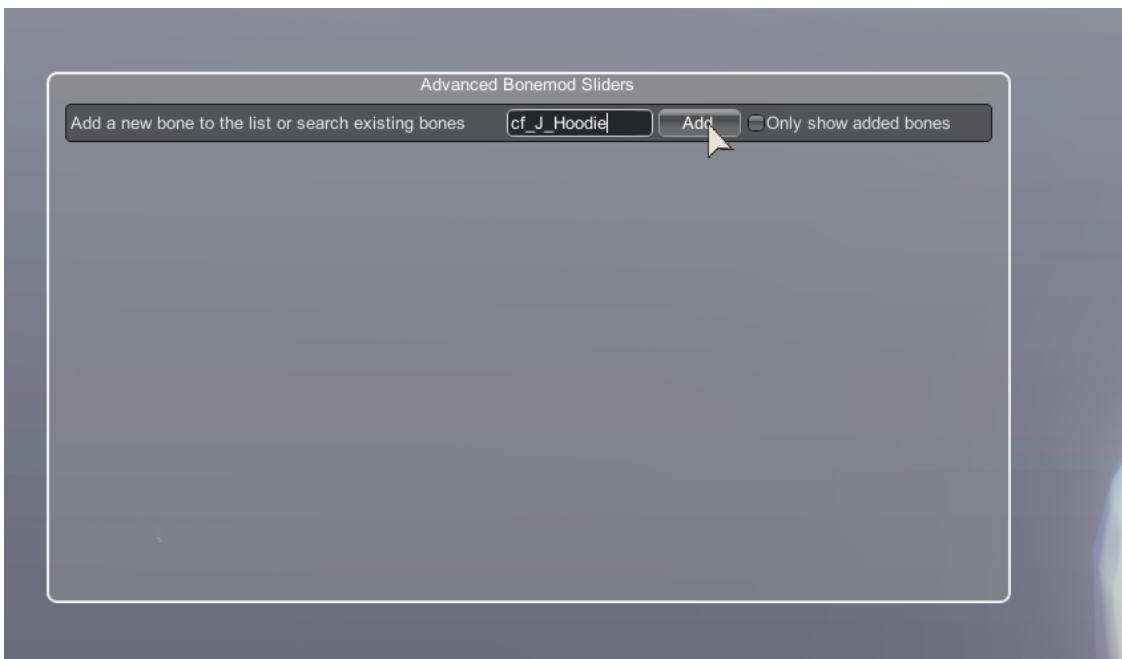 Advanced Bonemod Sliders
Add a new bone to the list or search existing bones cf_J_Hoodie Add Only show added bones